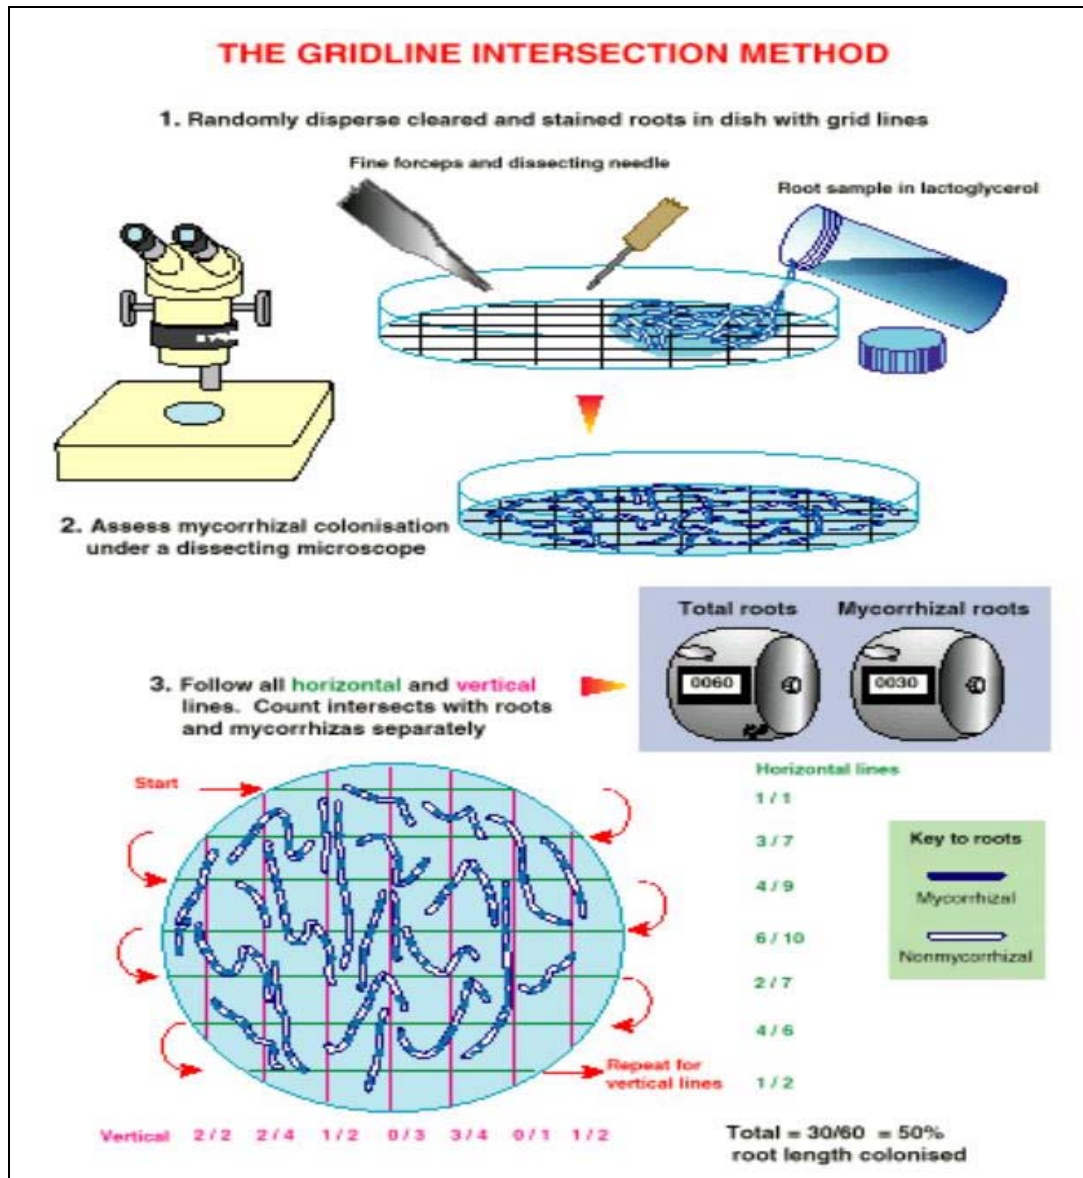 THE GRIDLINE INTERSECTION METHOD
1. Randomly disperse cleared and stained roots in dish with grid lines
Fine forceps and dissecting needle
Root sample in lactoglycerol
2. Assess mycorrhizal colonisation
under a dissecting microscope
Total roots
Mycorrhizal roots
0060
0030
3. Follow all horizontal and vertical
lines. Count intersects with roots
and mycorrhizas separately
Start
Horizontal lines
1 / 1
3 / 7
4 / 9
6 / 10
2 / 7
4 / 6
1 / 2
Key to roots
Mycorrhizal
Nonmycorrhizal
Repeat for
vertical lines
Vertical 2 / 2 2 / 4 1 / 2 0 / 3 3 / 4 0 / 1 1 / 2
Total = 30/60 = 50%
root length colonised